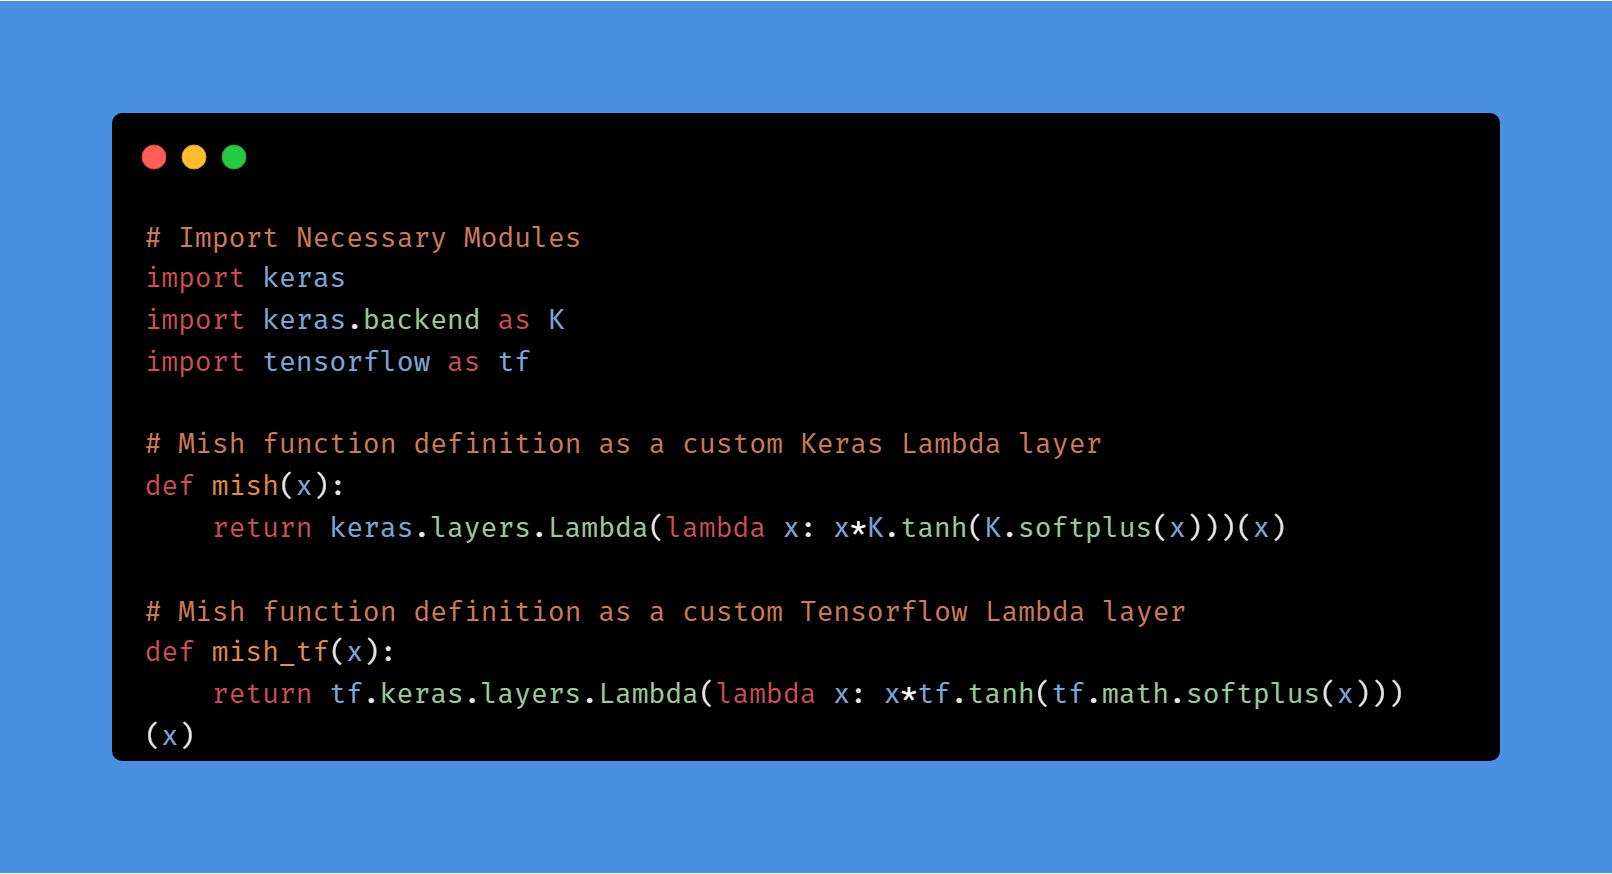 # Import Necessary Modules
import keras
import keras.backend as K
import tensorflow as tf
# Mish function definition as a custom Keras Lambda layer
def mish(x):
    return keras.layers.Lambda(lambda x: x*K.tanh(K.softplus(x)))(x)
# Mish function definition as a custom Tensorflow Lambda layer
def mish_tf(x):
    return tf.keras.layers.Lambda(lambda x: x*tf.tanh(tf.math.softplus(x)))
(x)